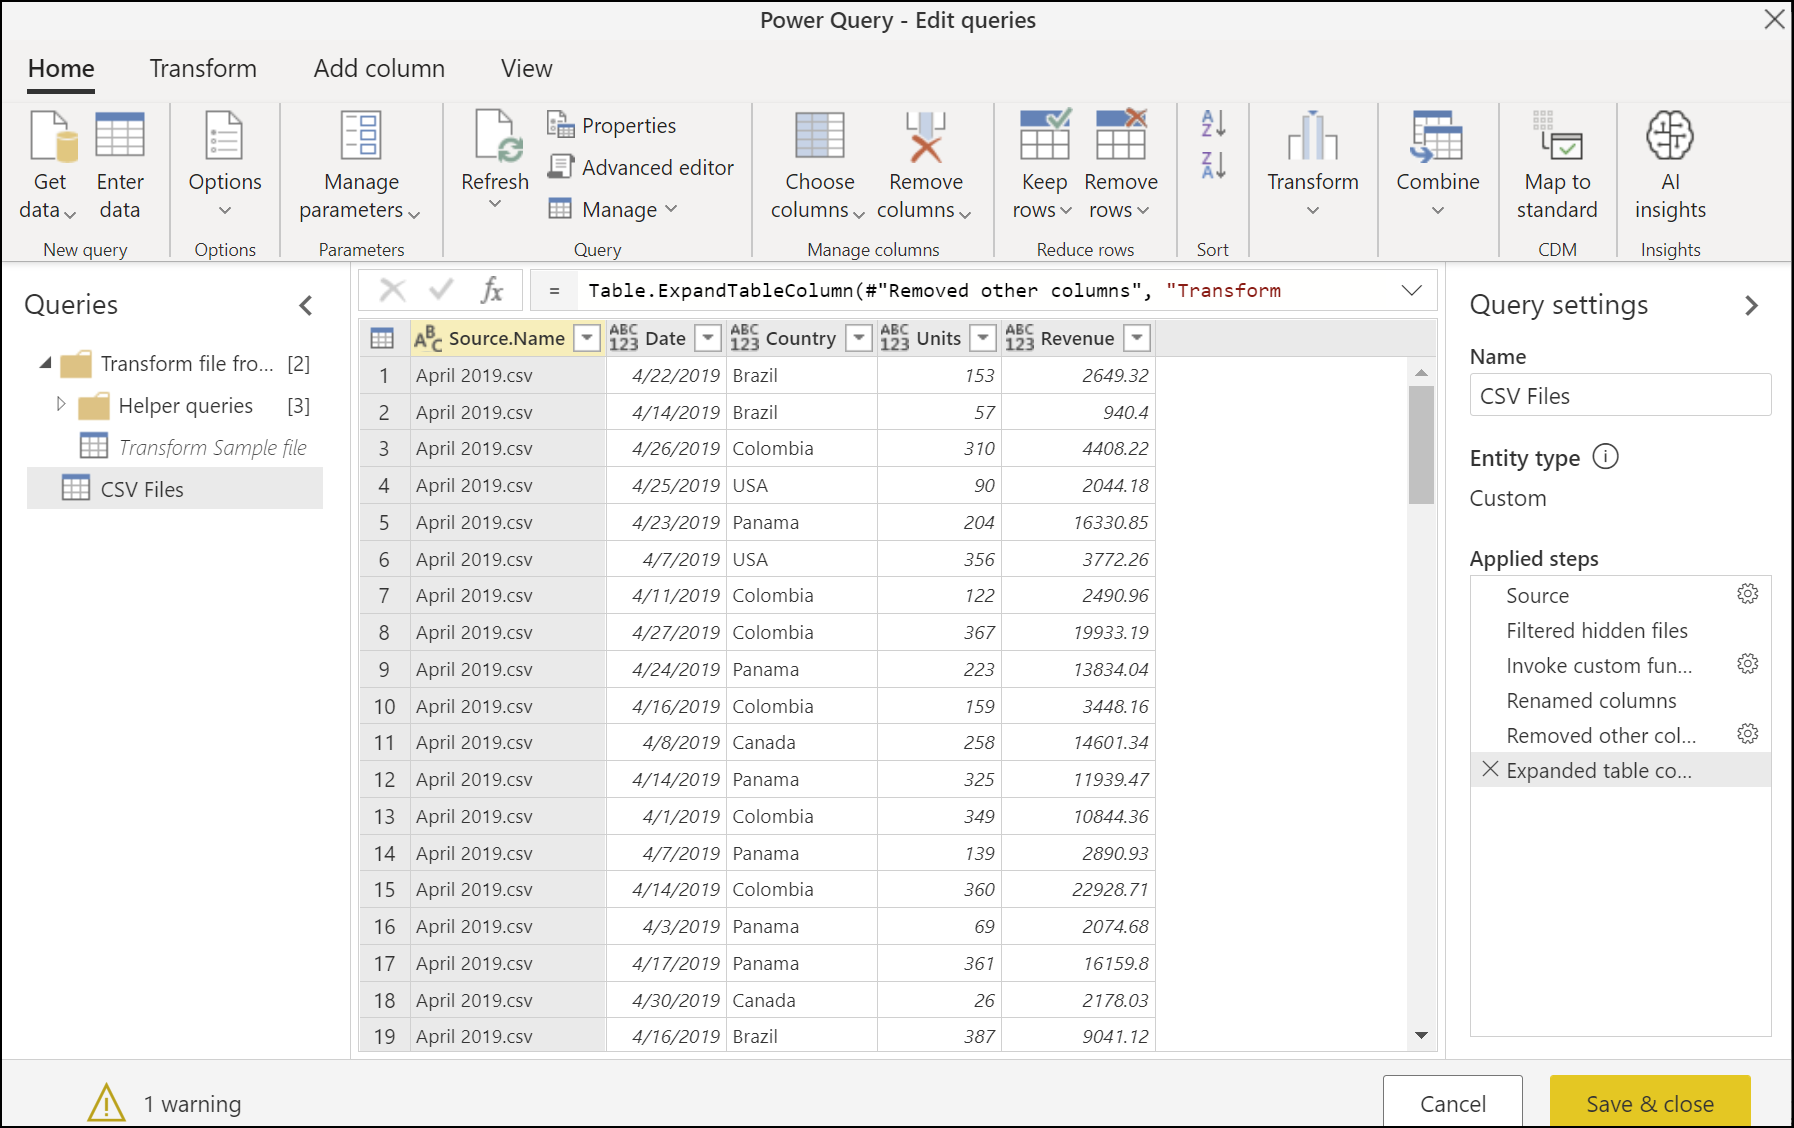 Power Query - Edit queries
Home Transform Add column View
Get data
Enter data
New query
Options
Options
Manage parameters
Parameters
Refresh
Properties
Advanced editor
Manage
Query
Choose columns
Remove columns
Manage columns
Keep rows
Remove rows
Reduce rows
A Z
Z A
Sort
Transform
Combine
Map to standard
CDM
AI insights
Insights
Queries
Transform file fro... [2]
Helper queries [3]
Transform Sample file
CSV Files
fx = Table.ExpandTableColumn(#"Removed other columns", "Transform
ABC Source.Name ABC 123 Date ABC 123 Country ABC 123 Units ABC 123 Revenue
1 April 2019.csv 4/22/2019 Brazil 153 2649.32
2 April 2019.csv 4/14/2019 Brazil 57 940.4
3 April 2019.csv 4/26/2019 Colombia 310 4408.22
4 April 2019.csv 4/25/2019 USA 90 2044.18
5 April 2019.csv 4/23/2019 Panama 204 16330.85
6 April 2019.csv 4/7/2019 USA 356 3772.26
7 April 2019.csv 4/11/2019 Colombia 122 2490.96
8 April 2019.csv 4/27/2019 Colombia 367 19933.19
9 April 2019.csv 4/24/2019 Panama 223 13834.04
10 April 2019.csv 4/16/2019 Colombia 159 3448.16
11 April 2019.csv 4/8/2019 Canada 258 14601.34
12 April 2019.csv 4/14/2019 Panama 325 11939.47
13 April 2019.csv 4/1/2019 Colombia 349 10844.36
14 April 2019.csv 4/7/2019 Panama 139 2890.93
15 April 2019.csv 4/14/2019 Colombia 360 22928.71
16 April 2019.csv 4/3/2019 Panama 69 2074.68
17 April 2019.csv 4/17/2019 Panama 361 16159.8
18 April 2019.csv 4/30/2019 Canada 26 2178.03
19 April 2019.csv 4/16/2019 Brazil 387 9041.12
Query settings
Name
CSV Files
Entity type
Custom
Applied steps
Source
Filtered hidden files
Invoke custom fun...
Renamed columns
Removed other col...
Expanded table co...
1 warning
Cancel
Save & close